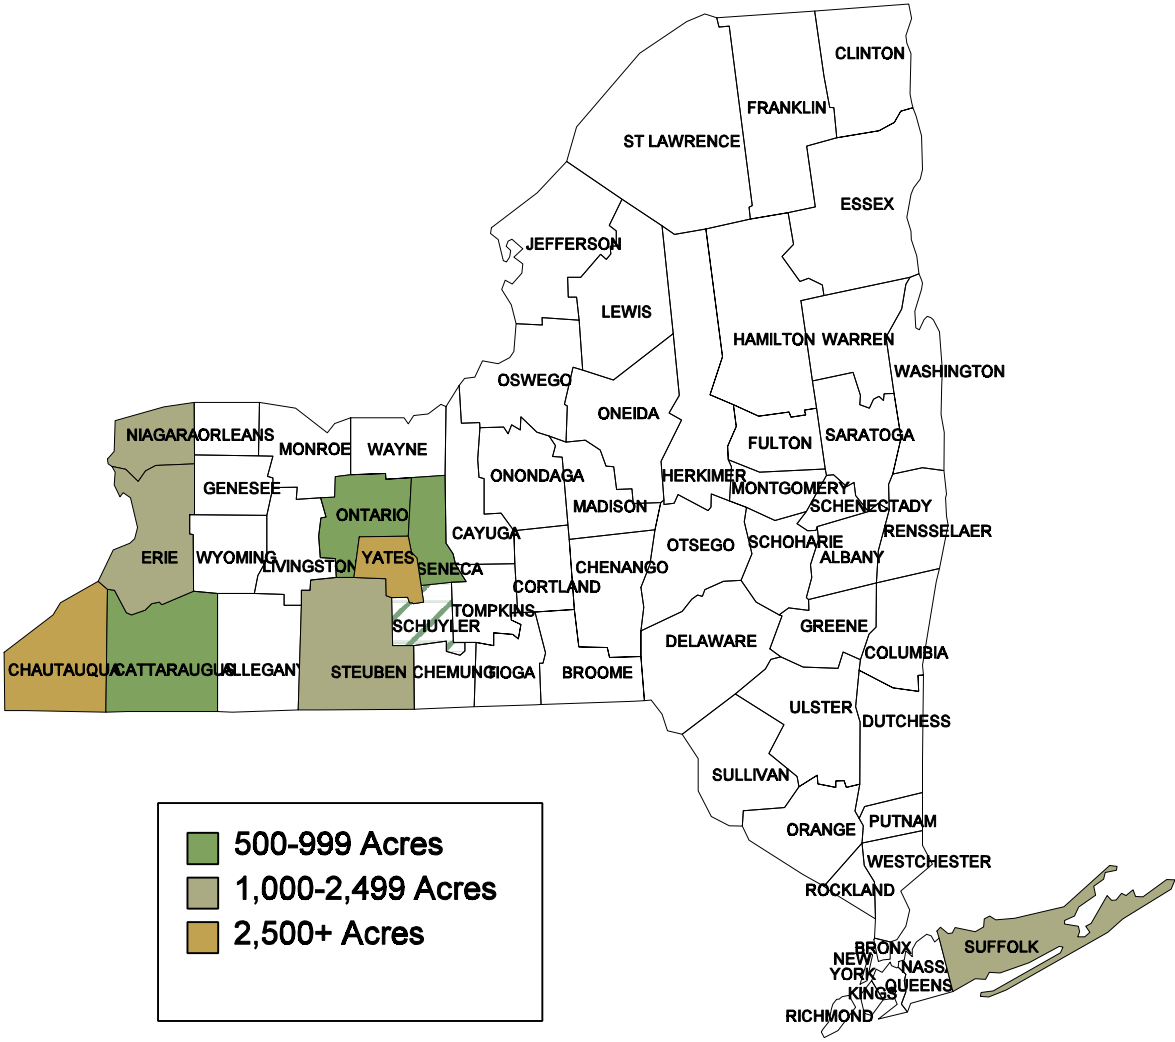 CLINTON
FRANKLIN
ST LAWRENCE
ESSEX
JEFFERSON
LEWIS
HAMILTON
WARREN
WASHINGTON
OSWEGO
ONEIDA
NIAGARA
ORLEANS
MONROE
WAYNE
FULTON
SARATOGA
ONONDAGA
HERKIMER
GENESEE
MONTGOMERY
MADISON
SCHENECTADY
ONTARIO
CAYUGA
RENSSELAER
OTSEGO
SCHOHARIE
ERIE
WYOMING
LIVINGSTON
YATES
SENECA
ALBANY
CHENANGO
CORTLAND
TOMPKINS
SCHUYLER
GREENE
DELAWARE
COLUMBIA
CHAUTAUQUA
CATTARAUGUS
ALLEGANY
STEUBEN
CHEMUNG
TIOGA
BROOME
ULSTER
DUTCHESS
SULLIVAN
PUTNAM
ORANGE
500-999 Acres
WESTCHESTER
1,000-2,499 Acres
ROCKLAND
2,500+ Acres
SUFFOLK
BRONX
NEW
YORK
NASSA
QUEENS
KINGS
RICHMOND